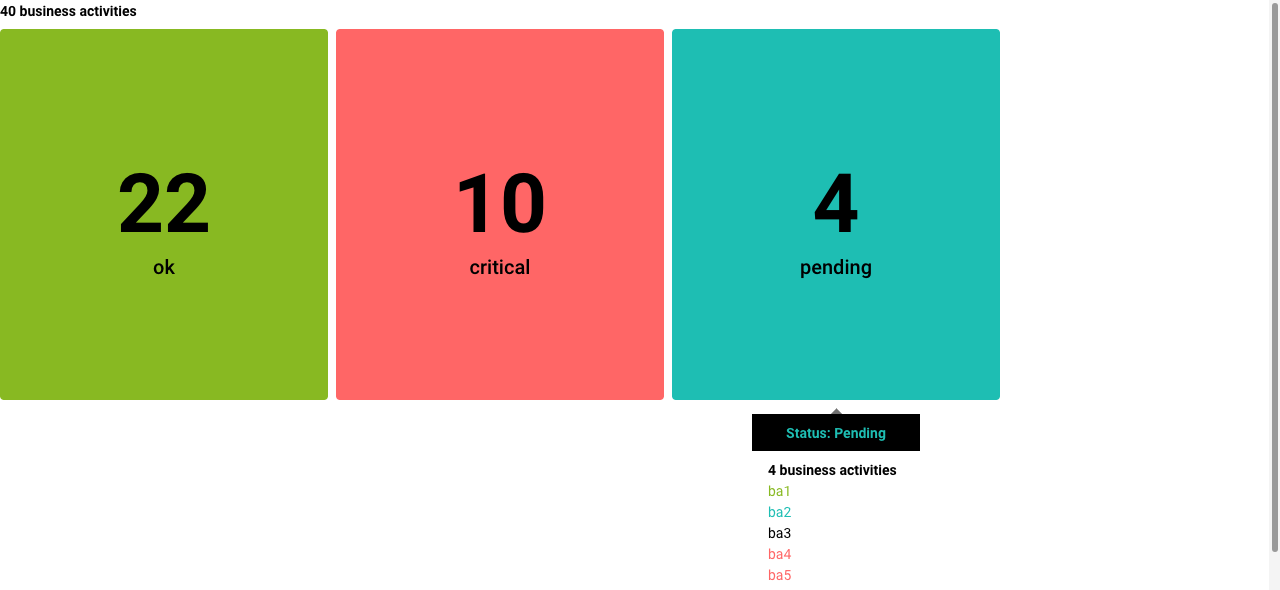 40 business activities
22
ok
10
critical
4
pending
Status: Pending
4 business activities
ba1
ba2
ba3
ba4
ba5